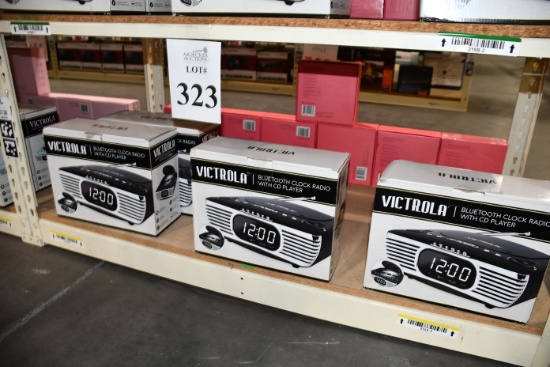 LOT#
323
VICTROLA
BLUETOOTH CLOCK RADIO
WITH CD PLAYER
12:00
VICTROLA
BLUETOOTH CLOCK RADIO
WITH CD PLAYER
12:00
VICTROLA
BLUETOOTH CLOCK RADIO
WITH CD PLAYER
12:00